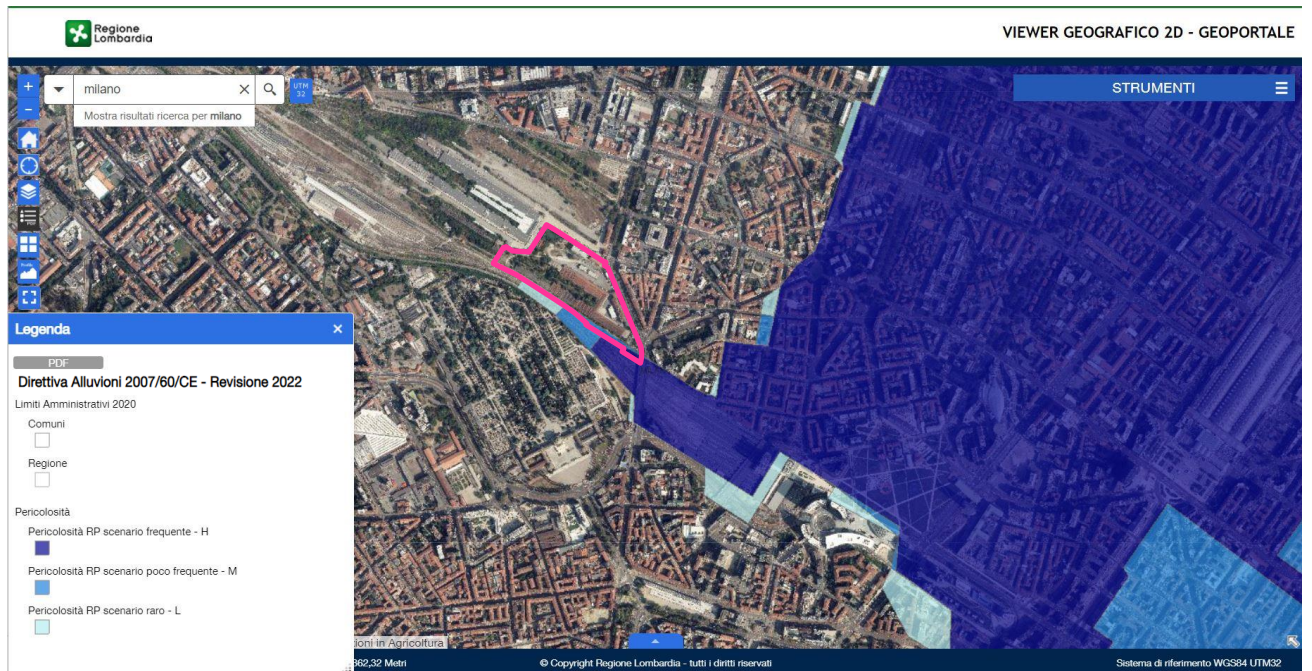 Regione
Lombardia
VIEWER GEOGRAFICO 2D - GEOPORTALE
+
milano
UTM
32
STRUMENTI
−
Mostra risultati ricerca per milano
Legenda
PDF
Direttiva Alluvioni 2007/60/CE - Revisione 2022
Limiti Amministrativi 2020
Comuni
Regione
Pericolosità
Pericolosità RP scenario frequente - H
Pericolosità RP scenario poco frequente - M
Pericolosità RP scenario raro - L
in Agricoltura
362,32 Metri
© Copyright Regione Lombardia - tutti i diritti riservati
Sistema di riferimento WGS84 UTM32